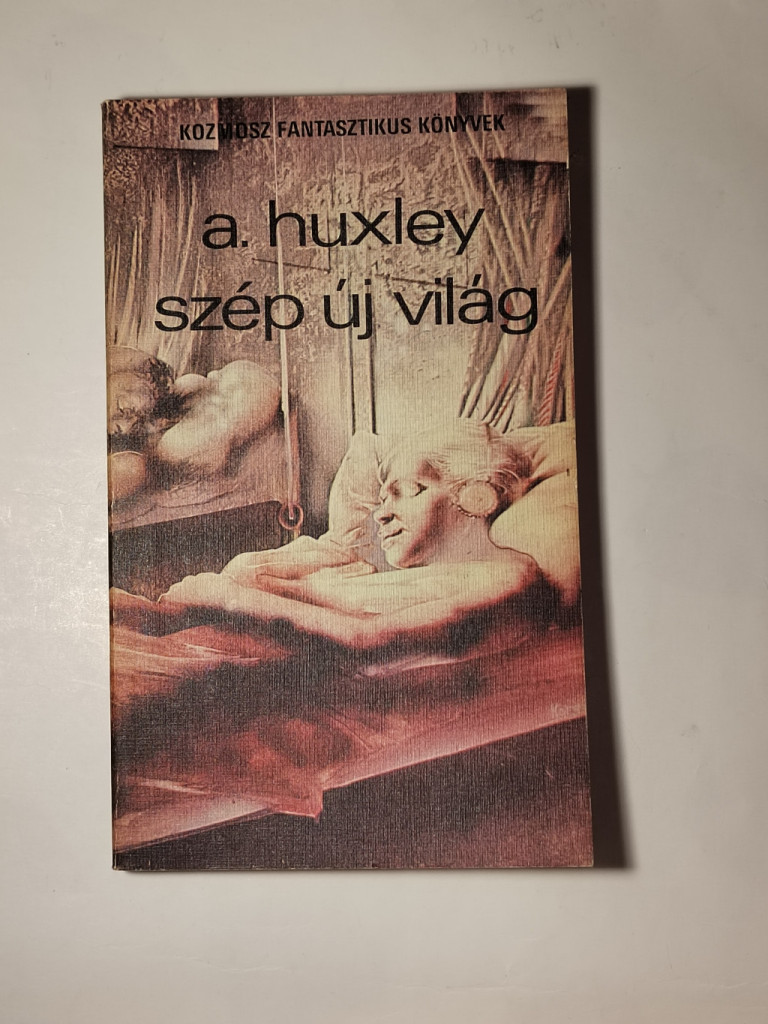 KOZMOSZ FANTASZTIKUS KÖNYVEK
a. huxley
szép új világ